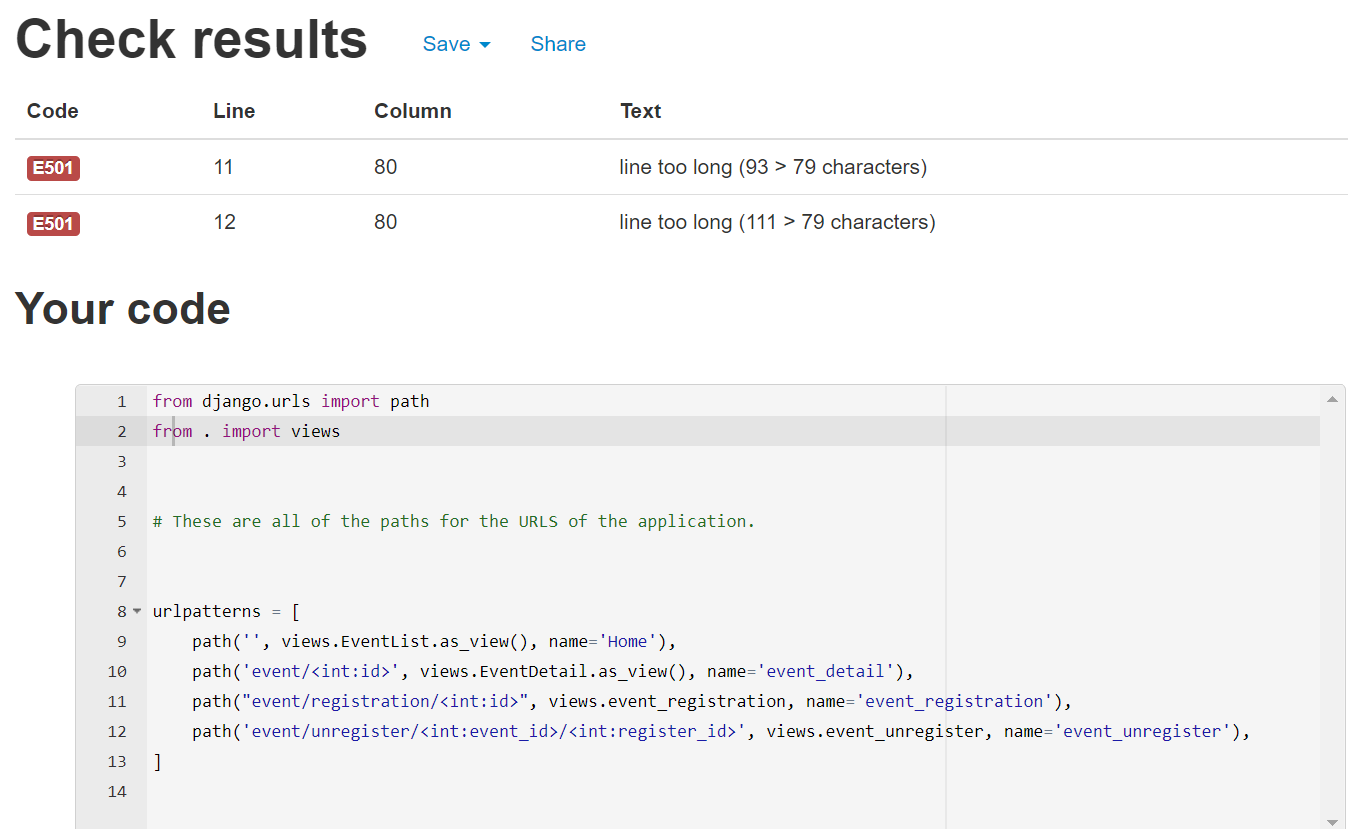 Check results Save Share
Code Line Column Text
E501 11 80 line too long (93 > 79 characters)
E501 12 80 line too long (111 > 79 characters)
Your code
1 from django.urls import path
2 from . import views
3
4
5 # These are all of the paths for the URLS of the application.
6
7
8 urlpatterns = [
9     path('', views.EventList.as_view(), name='Home'),
10     path('event/<int:id>', views.EventDetail.as_view(), name='event_detail'),
11     path("event/registration/<int:id>", views.event_registration, name='event_registration'),
12     path('event/unregister/<int:event_id>/<int:register_id>', views.event_unregister, name='event_unregister'),
13 ]
14